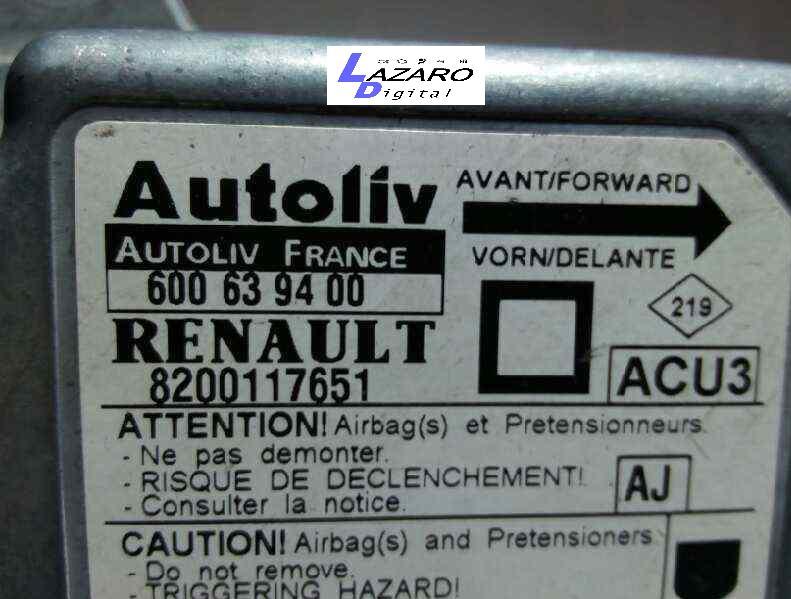 LAZARO
Digital
Autoliv
AUTOLIV FRANCE
600 63 94 00
RENAULT
8200117651
AVANT/FORWARD
VORN/DELANTE
219
ACU3
ATTENTION! Airbag(s) et Pretensionneurs.
- Ne pas demonter.
- RISQUE DE DECLENCHEMENT!
- Consulter la notice.
AJ
CAUTION! Airbag(s) and Pretensioners
- Do not remove.
- TRIGGERING HAZARD!